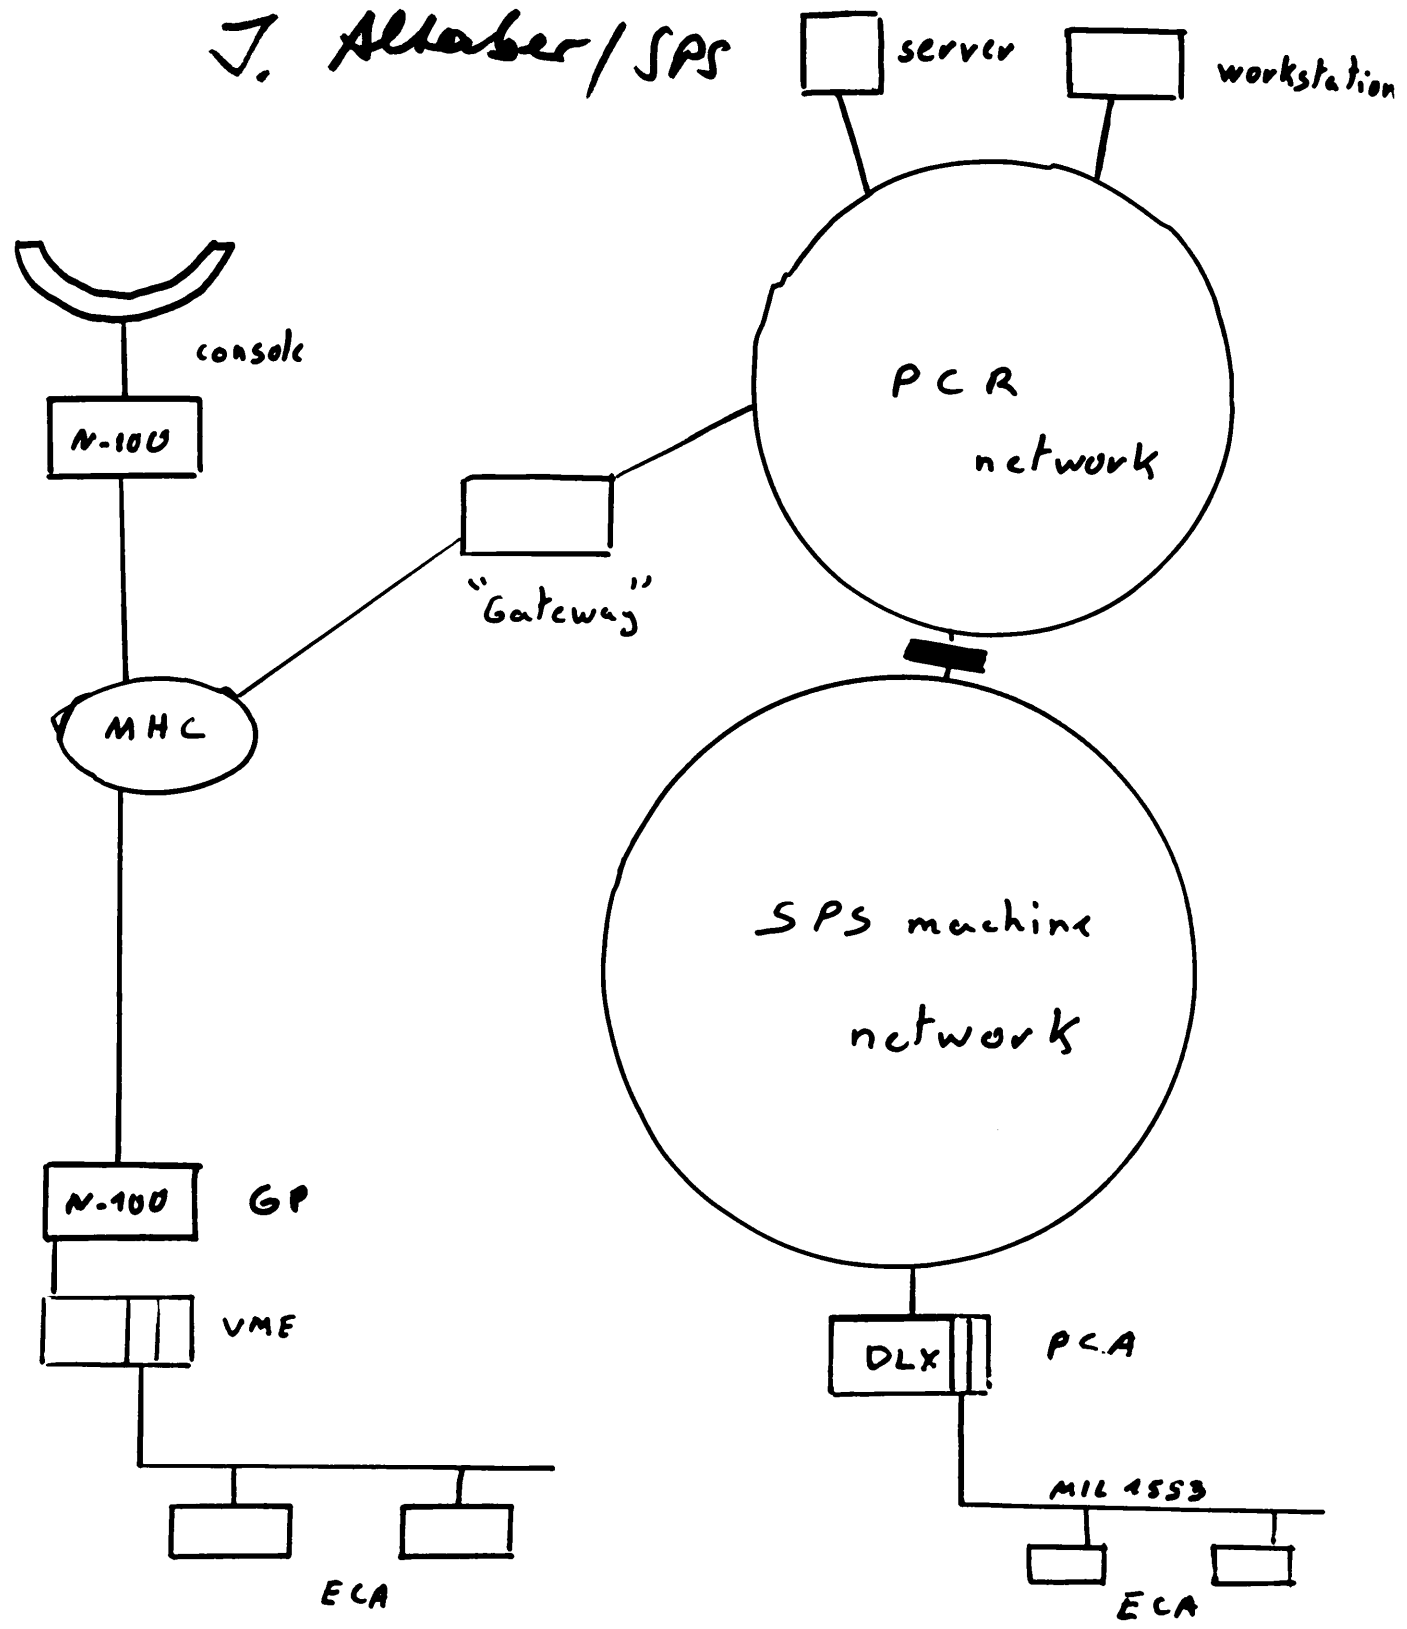 J. Altaber/SPS
server
workstation
console
N-100
PCR
network
"Gateway"
MHC
SPS machine
network
N-100 GP
VME
DLX PCA
MIL 1553
ECA
ECA